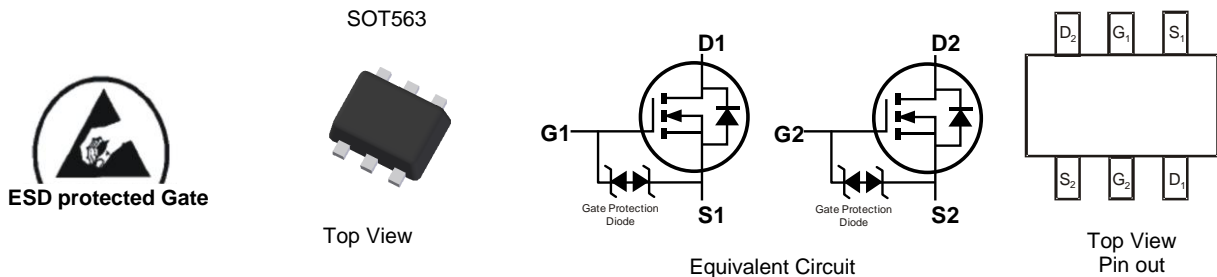 SOT563
ESD protected Gate
Top View
D1
G1
Gate Protection
Diode
S1
D2
G2
Gate Protection
Diode
S2
Equivalent Circuit
D2 G1 S1
S2 G2 D1
Top View
Pin out